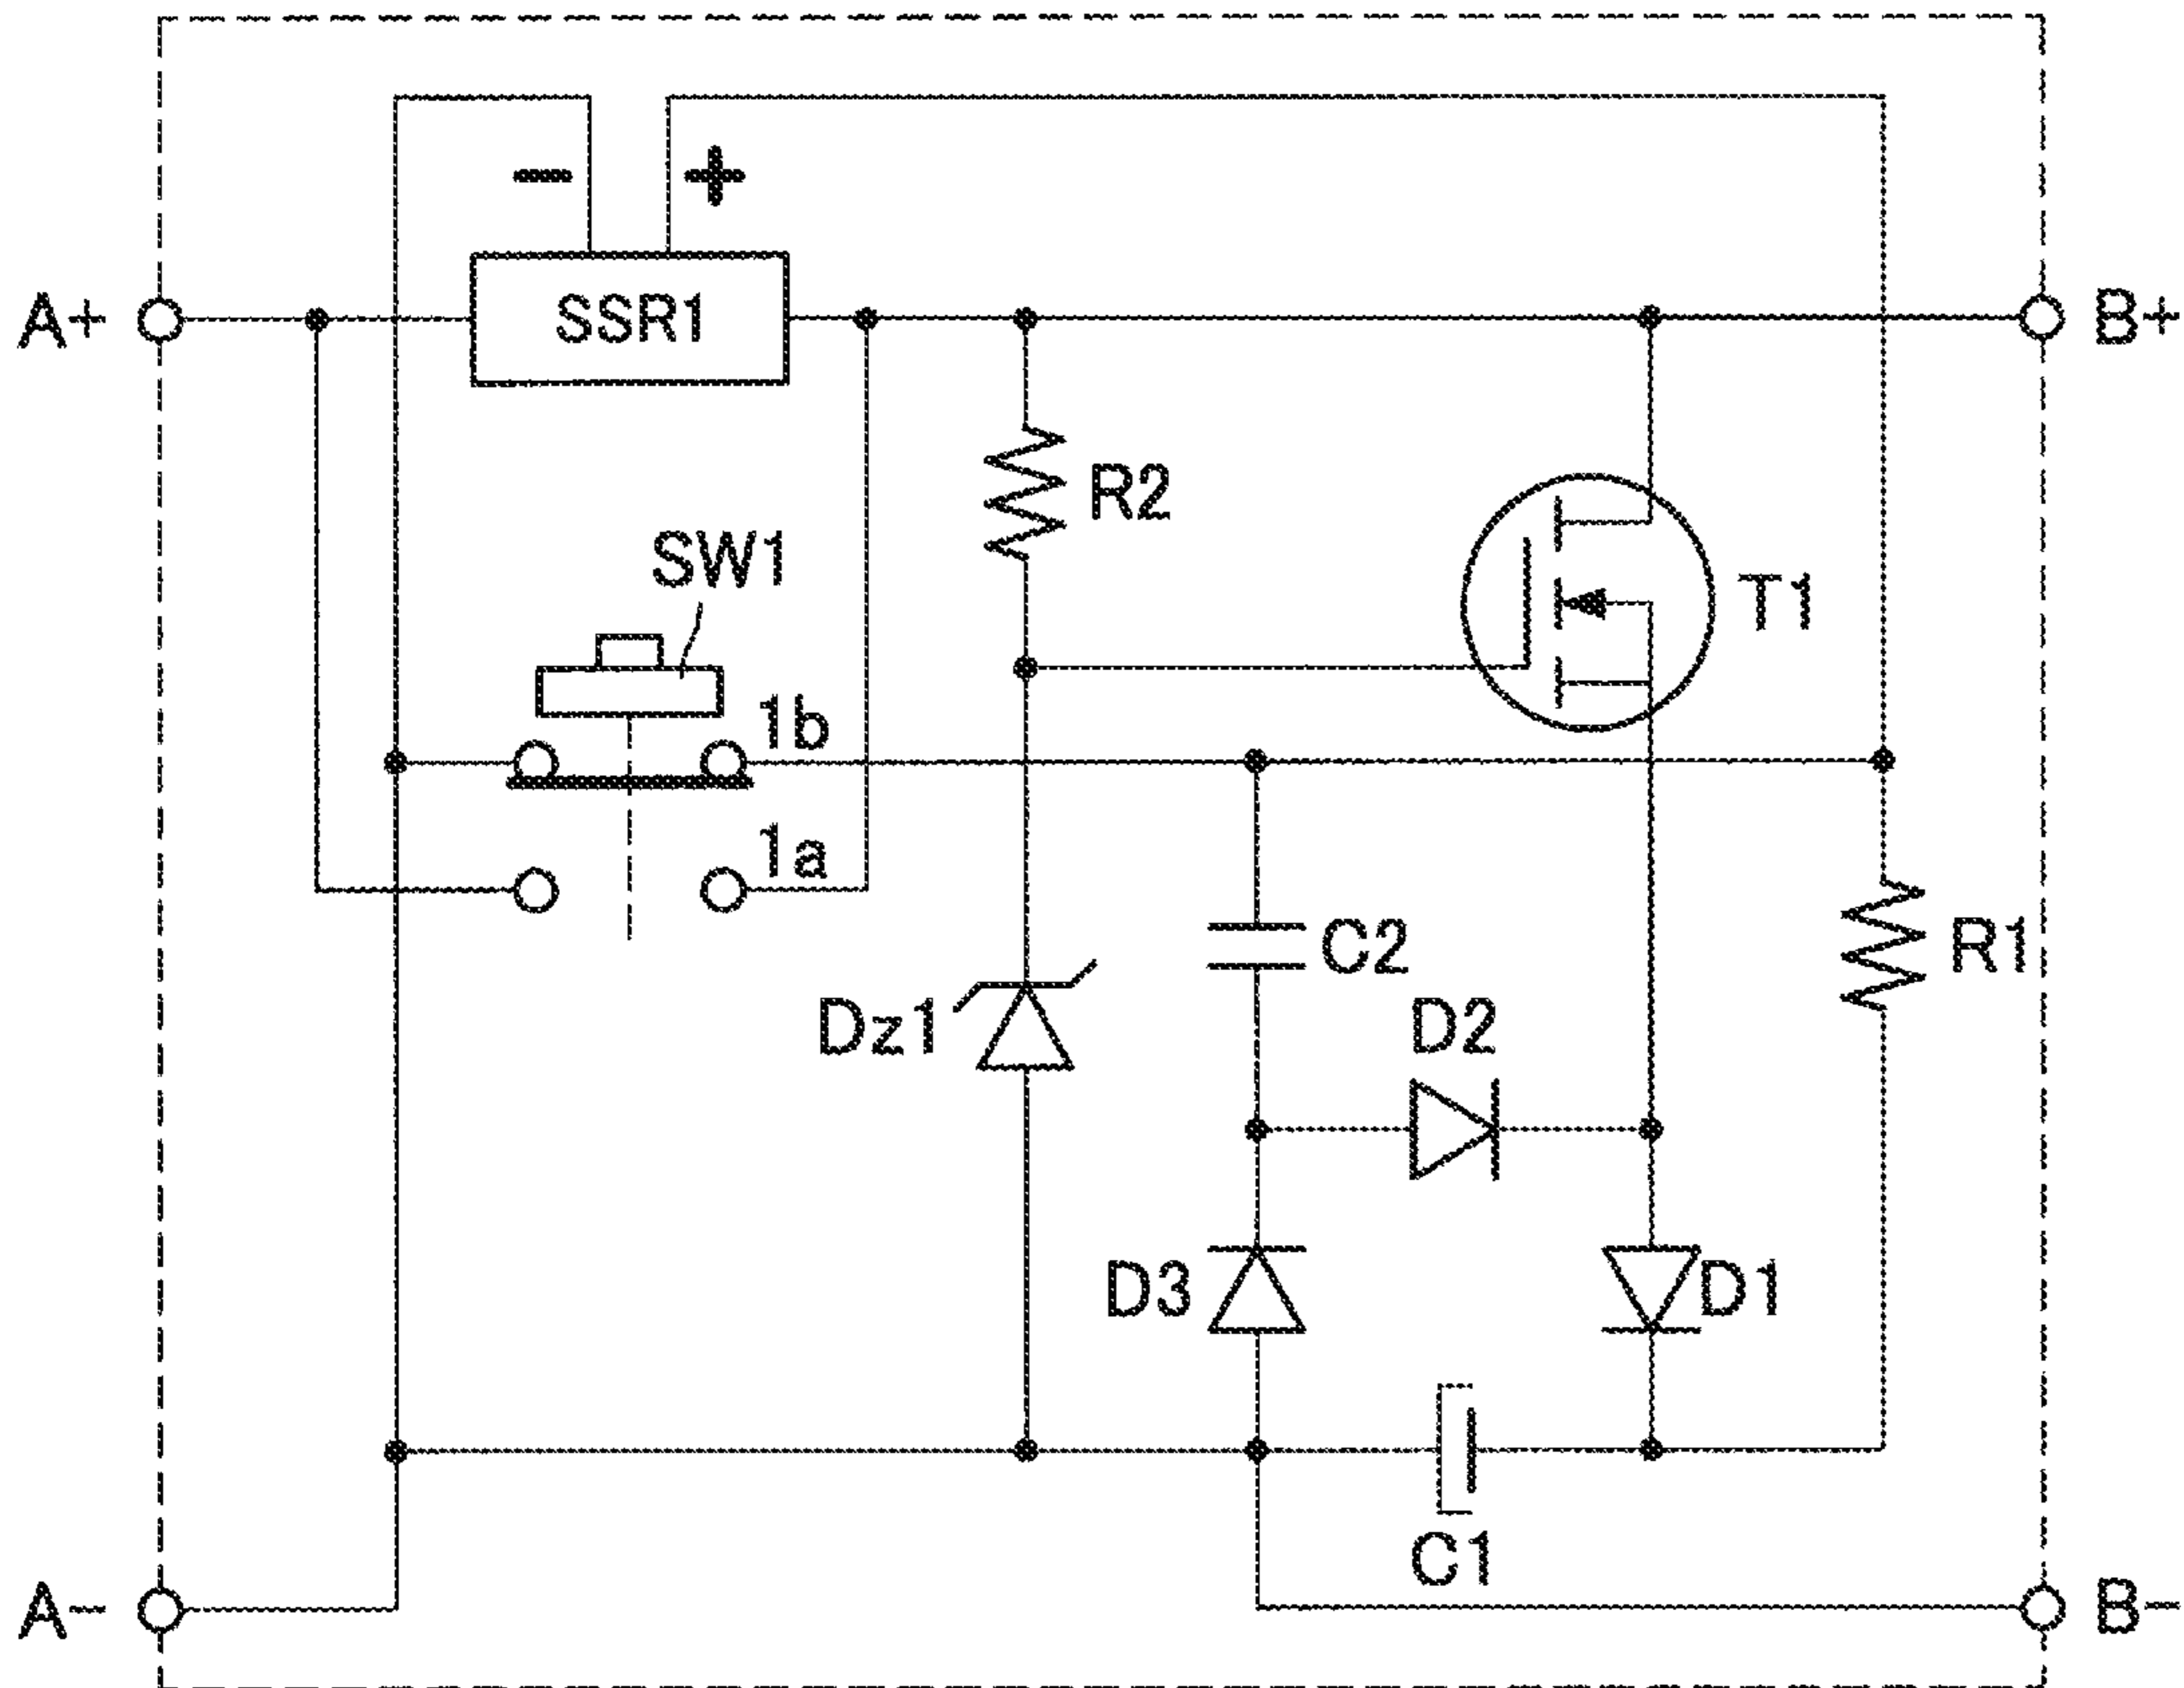 − +
A+
SSR1
B+
R2
SW1
T1
1b
1a
C2
R1
Dz1
D2
D3
D1
C1
A−
B−